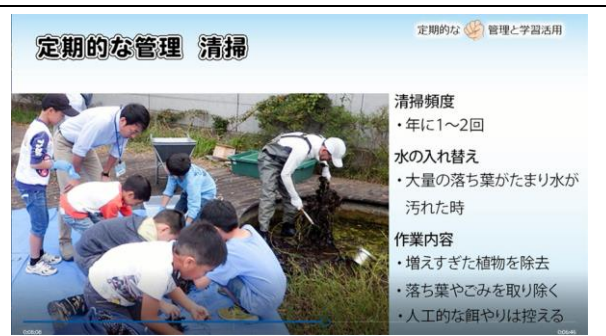 定期的な管理と学習活用
定期的な管理 清掃
清掃頻度
・年に1～2回
水の入れ替え
・大量の落ち葉がたまり水が
汚れた時
作業内容
・増えすぎた植物を除去
・落ち葉やごみを取り除く
・人工的な餌やりは控える